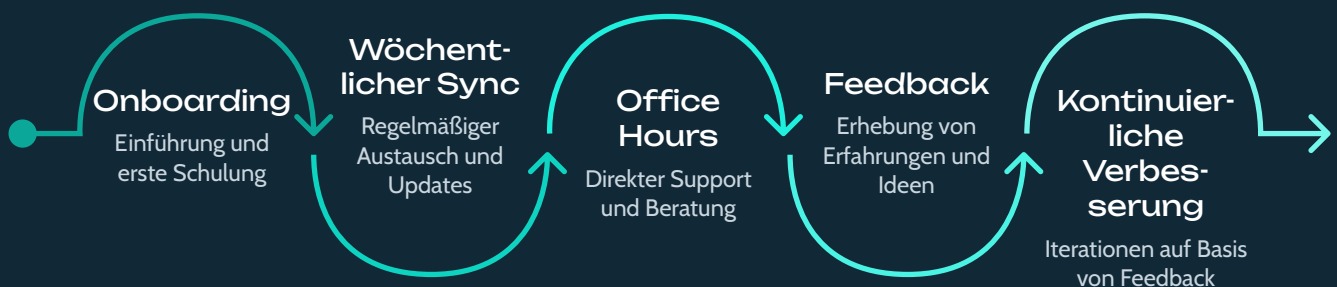 Onboarding
Einführung und
erste Schulung
Wöchent-
licher Sync
Regelmäßiger
Austausch und
Updates
Office
Hours
Direkter Support
und Beratung
Feedback
Erhebung von
Erfahrungen und
Ideen
Kontinuier-
liche
Verbes-
serung
Iterationen auf Basis
von Feedback